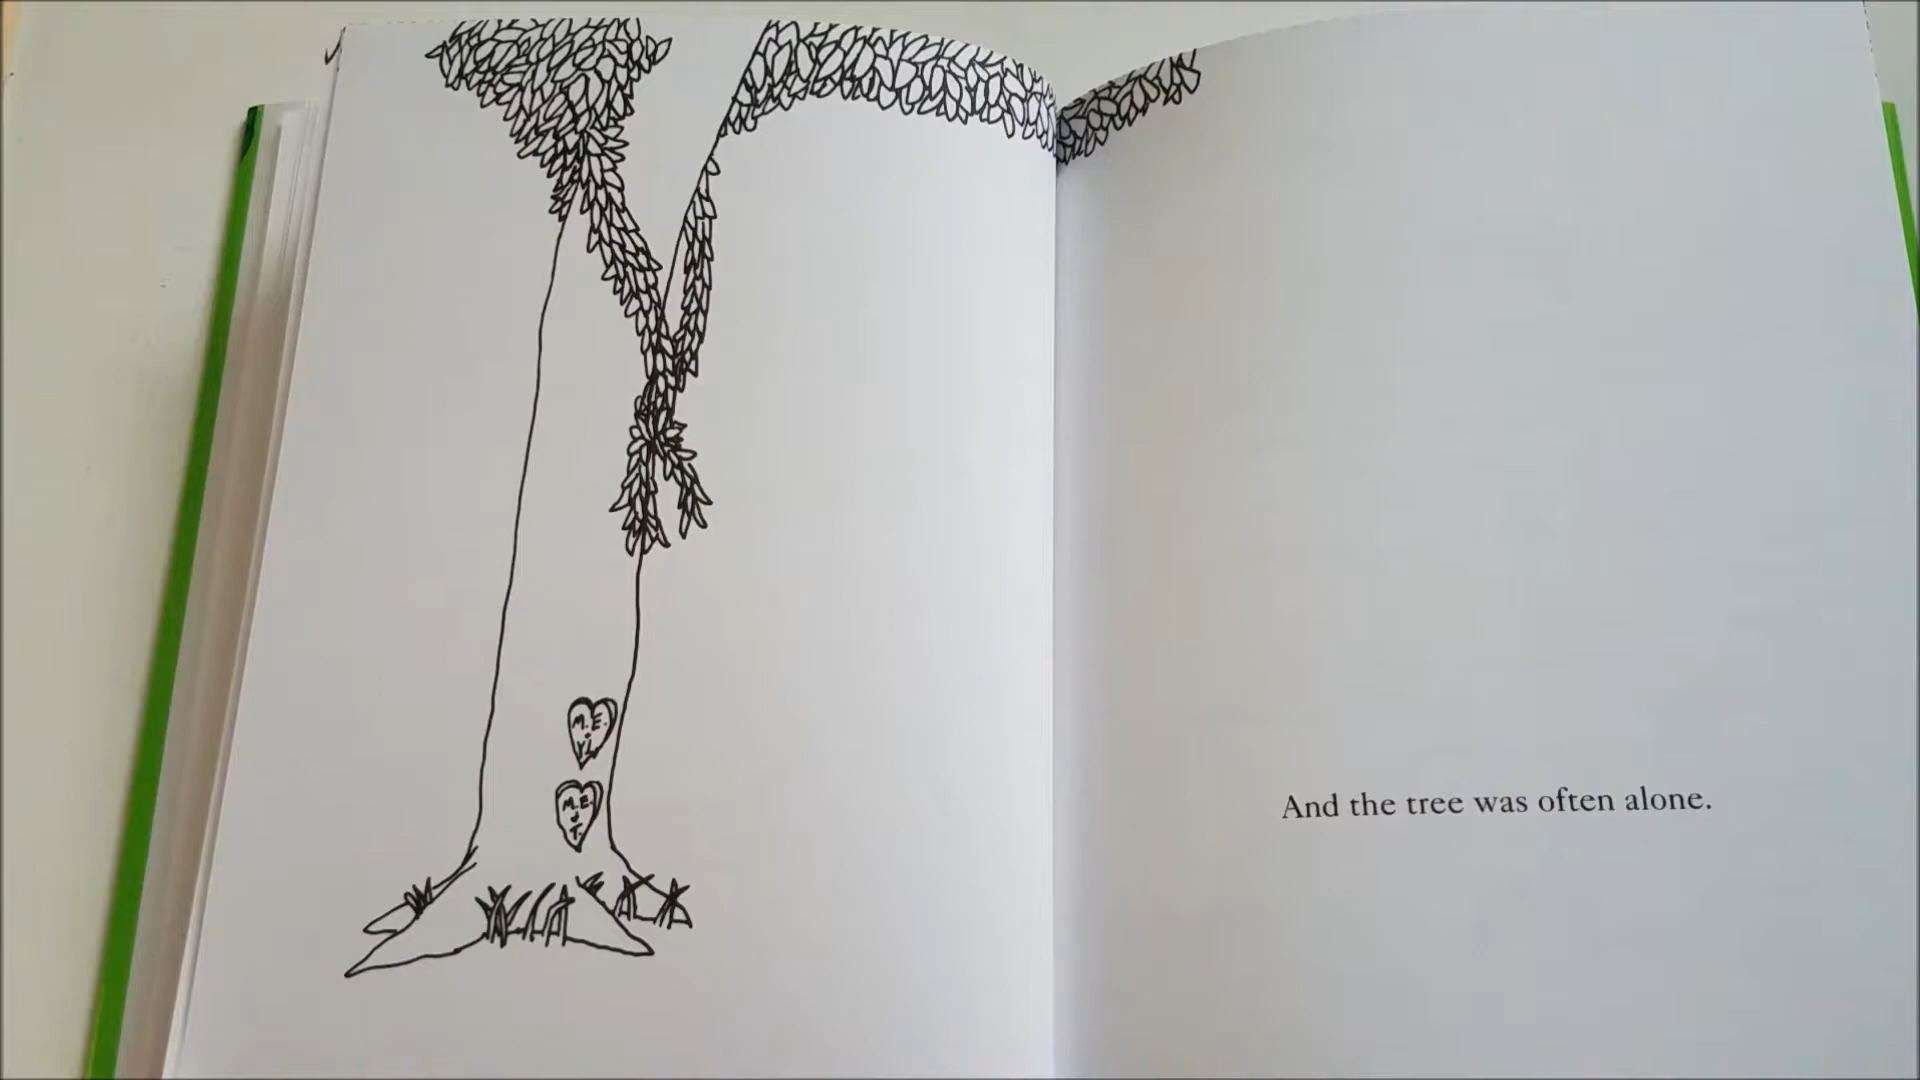 M.E.
Y.L.
M.E.
T.
And the tree was often alone.